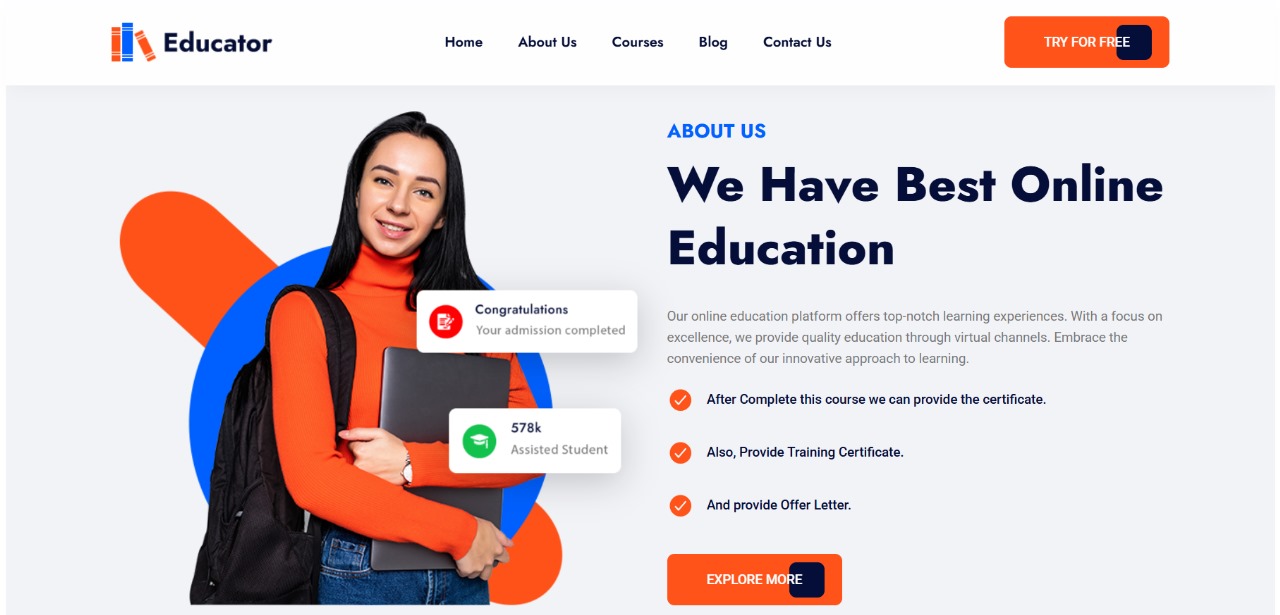 Educator
Home About Us Courses Blog Contact Us
TRY FOR FREE
ABOUT US
We Have Best Online
Education
Our online education platform offers top-notch learning experiences. With a focus on
excellence, we provide quality education through virtual channels. Embrace the
convenience of our innovative approach to learning.
After Complete this course we can provide the certificate.
Also, Provide Training Certificate.
And provide Offer Letter.
EXPLORE MORE
Congratulations
Your admission completed
578k
Assisted Student